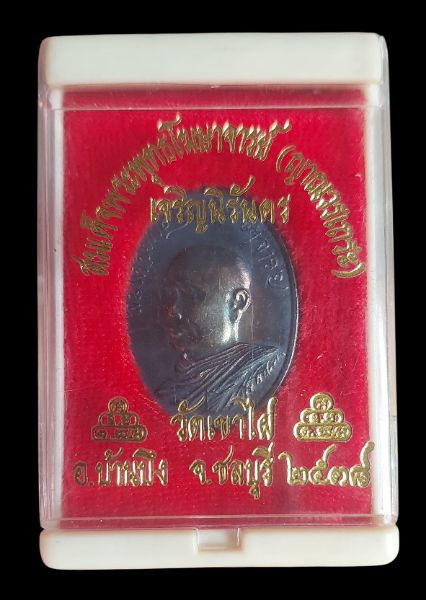 สมเด็จพระพุทธโฆษาจารย์ (ญาณวรเถระ)
เจริญนิรันดร
วัดเขาไผ่
อ.บ้านบึง จ.ชลบุรี ๒๕๓๘